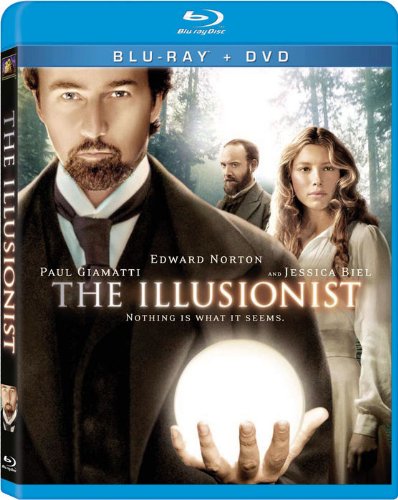 Blu-ray Disc
BLU-RAY + DVD
THE ILLUSIONIST
EDWARD NORTON
PAUL GIAMATTI AND JESSICA BIEL
THE ILLUSIONIST
NOTHING IS WHAT IT SEEMS.